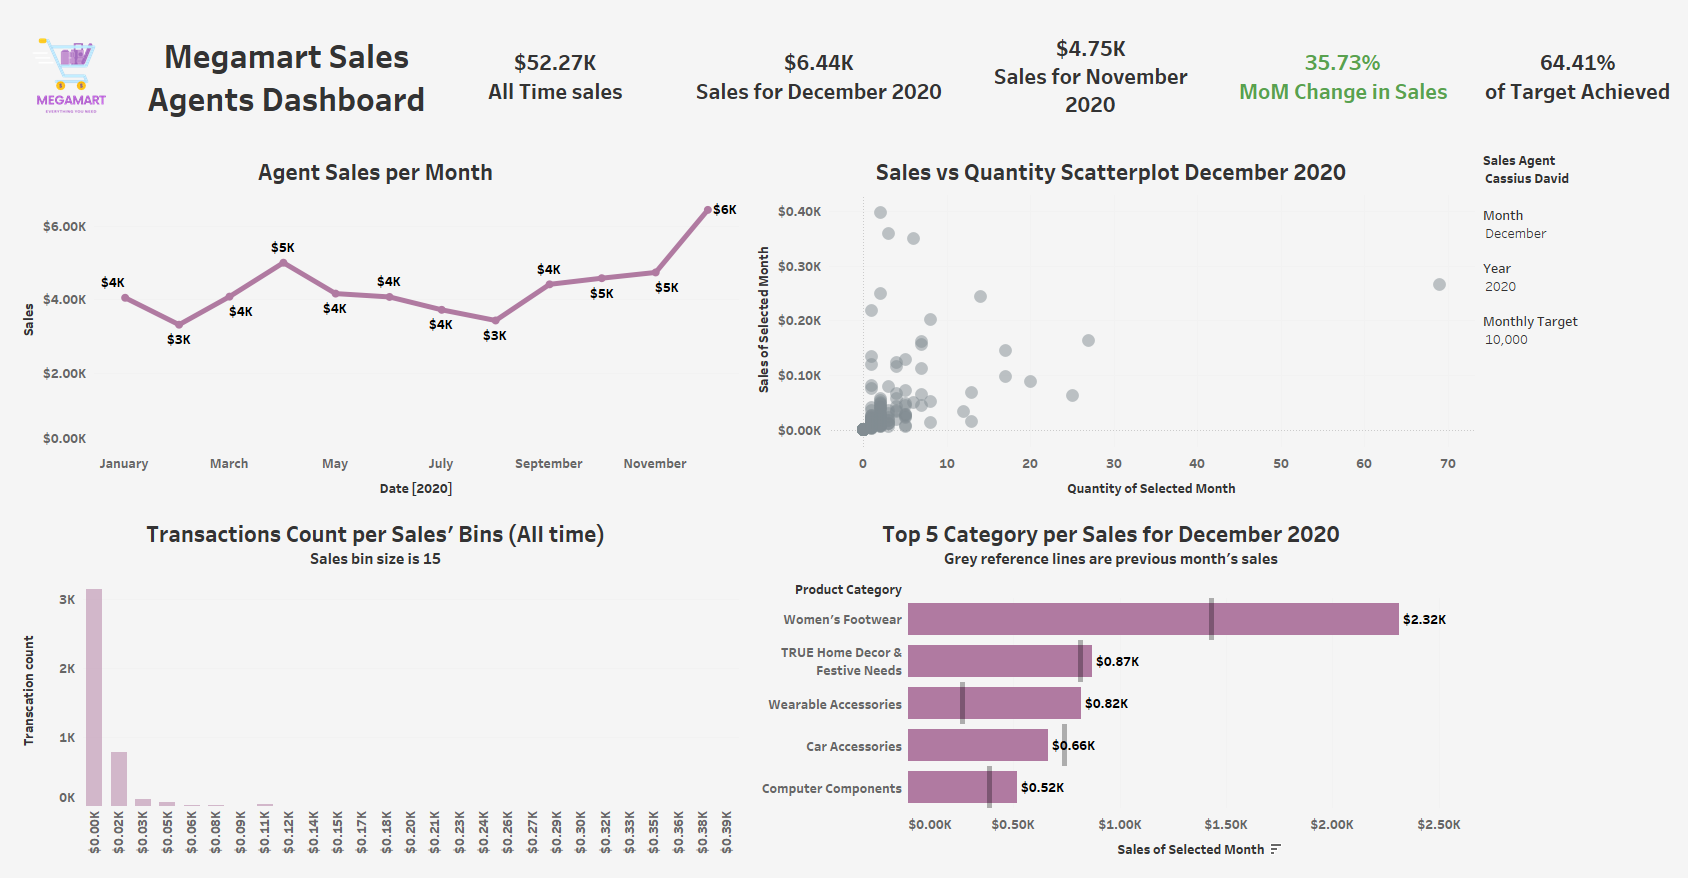 MEGAMART
EVERYTHING YOU NEED
Megamart Sales
Agents Dashboard
$52.27K
All Time sales
$6.44K
Sales for December 2020
$4.75K
Sales for November
2020
35.73%
MoM Change in Sales
64.41%
of Target Achieved
Agent Sales per Month
Sales
$6.00K
$4.00K
$2.00K
$0.00K
$4K
$3K
$4K
$5K
$4K
$4K
$4K
$3K
$4K
$5K
$5K
$6K
January
March
May
July
September
November
Date [2020]
Sales vs Quantity Scatterplot December 2020
Sales of Selected Month
$0.40K
$0.30K
$0.20K
$0.10K
$0.00K
0
10
20
30
40
50
60
70
Quantity of Selected Month
Sales Agent
Cassius David
Month
December
Year
2020
Monthly Target
10,000
Transactions Count per Sales’ Bins (All time)
Sales bin size is 15
Transcation count
3K
2K
1K
0K
$0.00K
$0.02K
$0.03K
$0.05K
$0.06K
$0.08K
$0.09K
$0.11K
$0.12K
$0.14K
$0.15K
$0.17K
$0.18K
$0.20K
$0.21K
$0.23K
$0.24K
$0.26K
$0.27K
$0.29K
$0.30K
$0.32K
$0.33K
$0.35K
$0.36K
$0.38K
$0.39K
Top 5 Category per Sales for December 2020
Grey reference lines are previous month’s sales
Product Category
Women’s Footwear
$2.32K
TRUE Home Decor &
Festive Needs
$0.87K
Wearable Accessories
$0.82K
Car Accessories
$0.66K
Computer Components
$0.52K
$0.00K
$0.50K
$1.00K
$1.50K
$2.00K
$2.50K
Sales of Selected Month